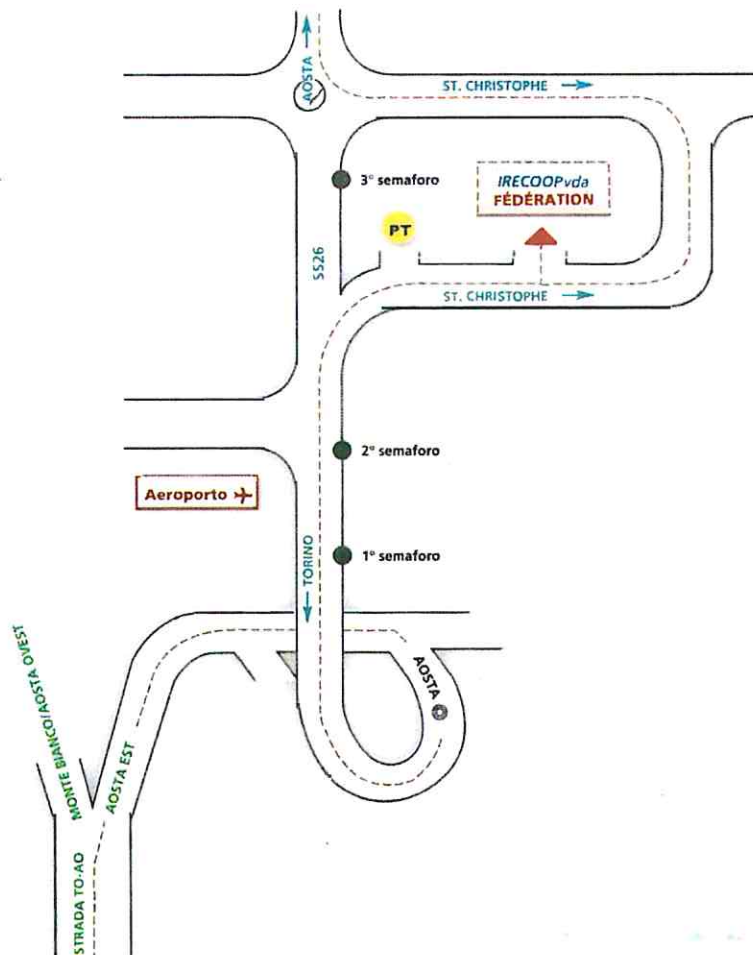 AOSTA →
ST. CHRISTOPHE →
3° semaforo
IRECOOPvda
FÉDÉRATION
PT
SS26
ST. CHRISTOPHE →
2° semaforo
Aeroporto
1° semaforo
← TORINO
AOSTA
MONTE BIANCO/AOSTA OVEST
AOSTA EST
STRADA TO-AO